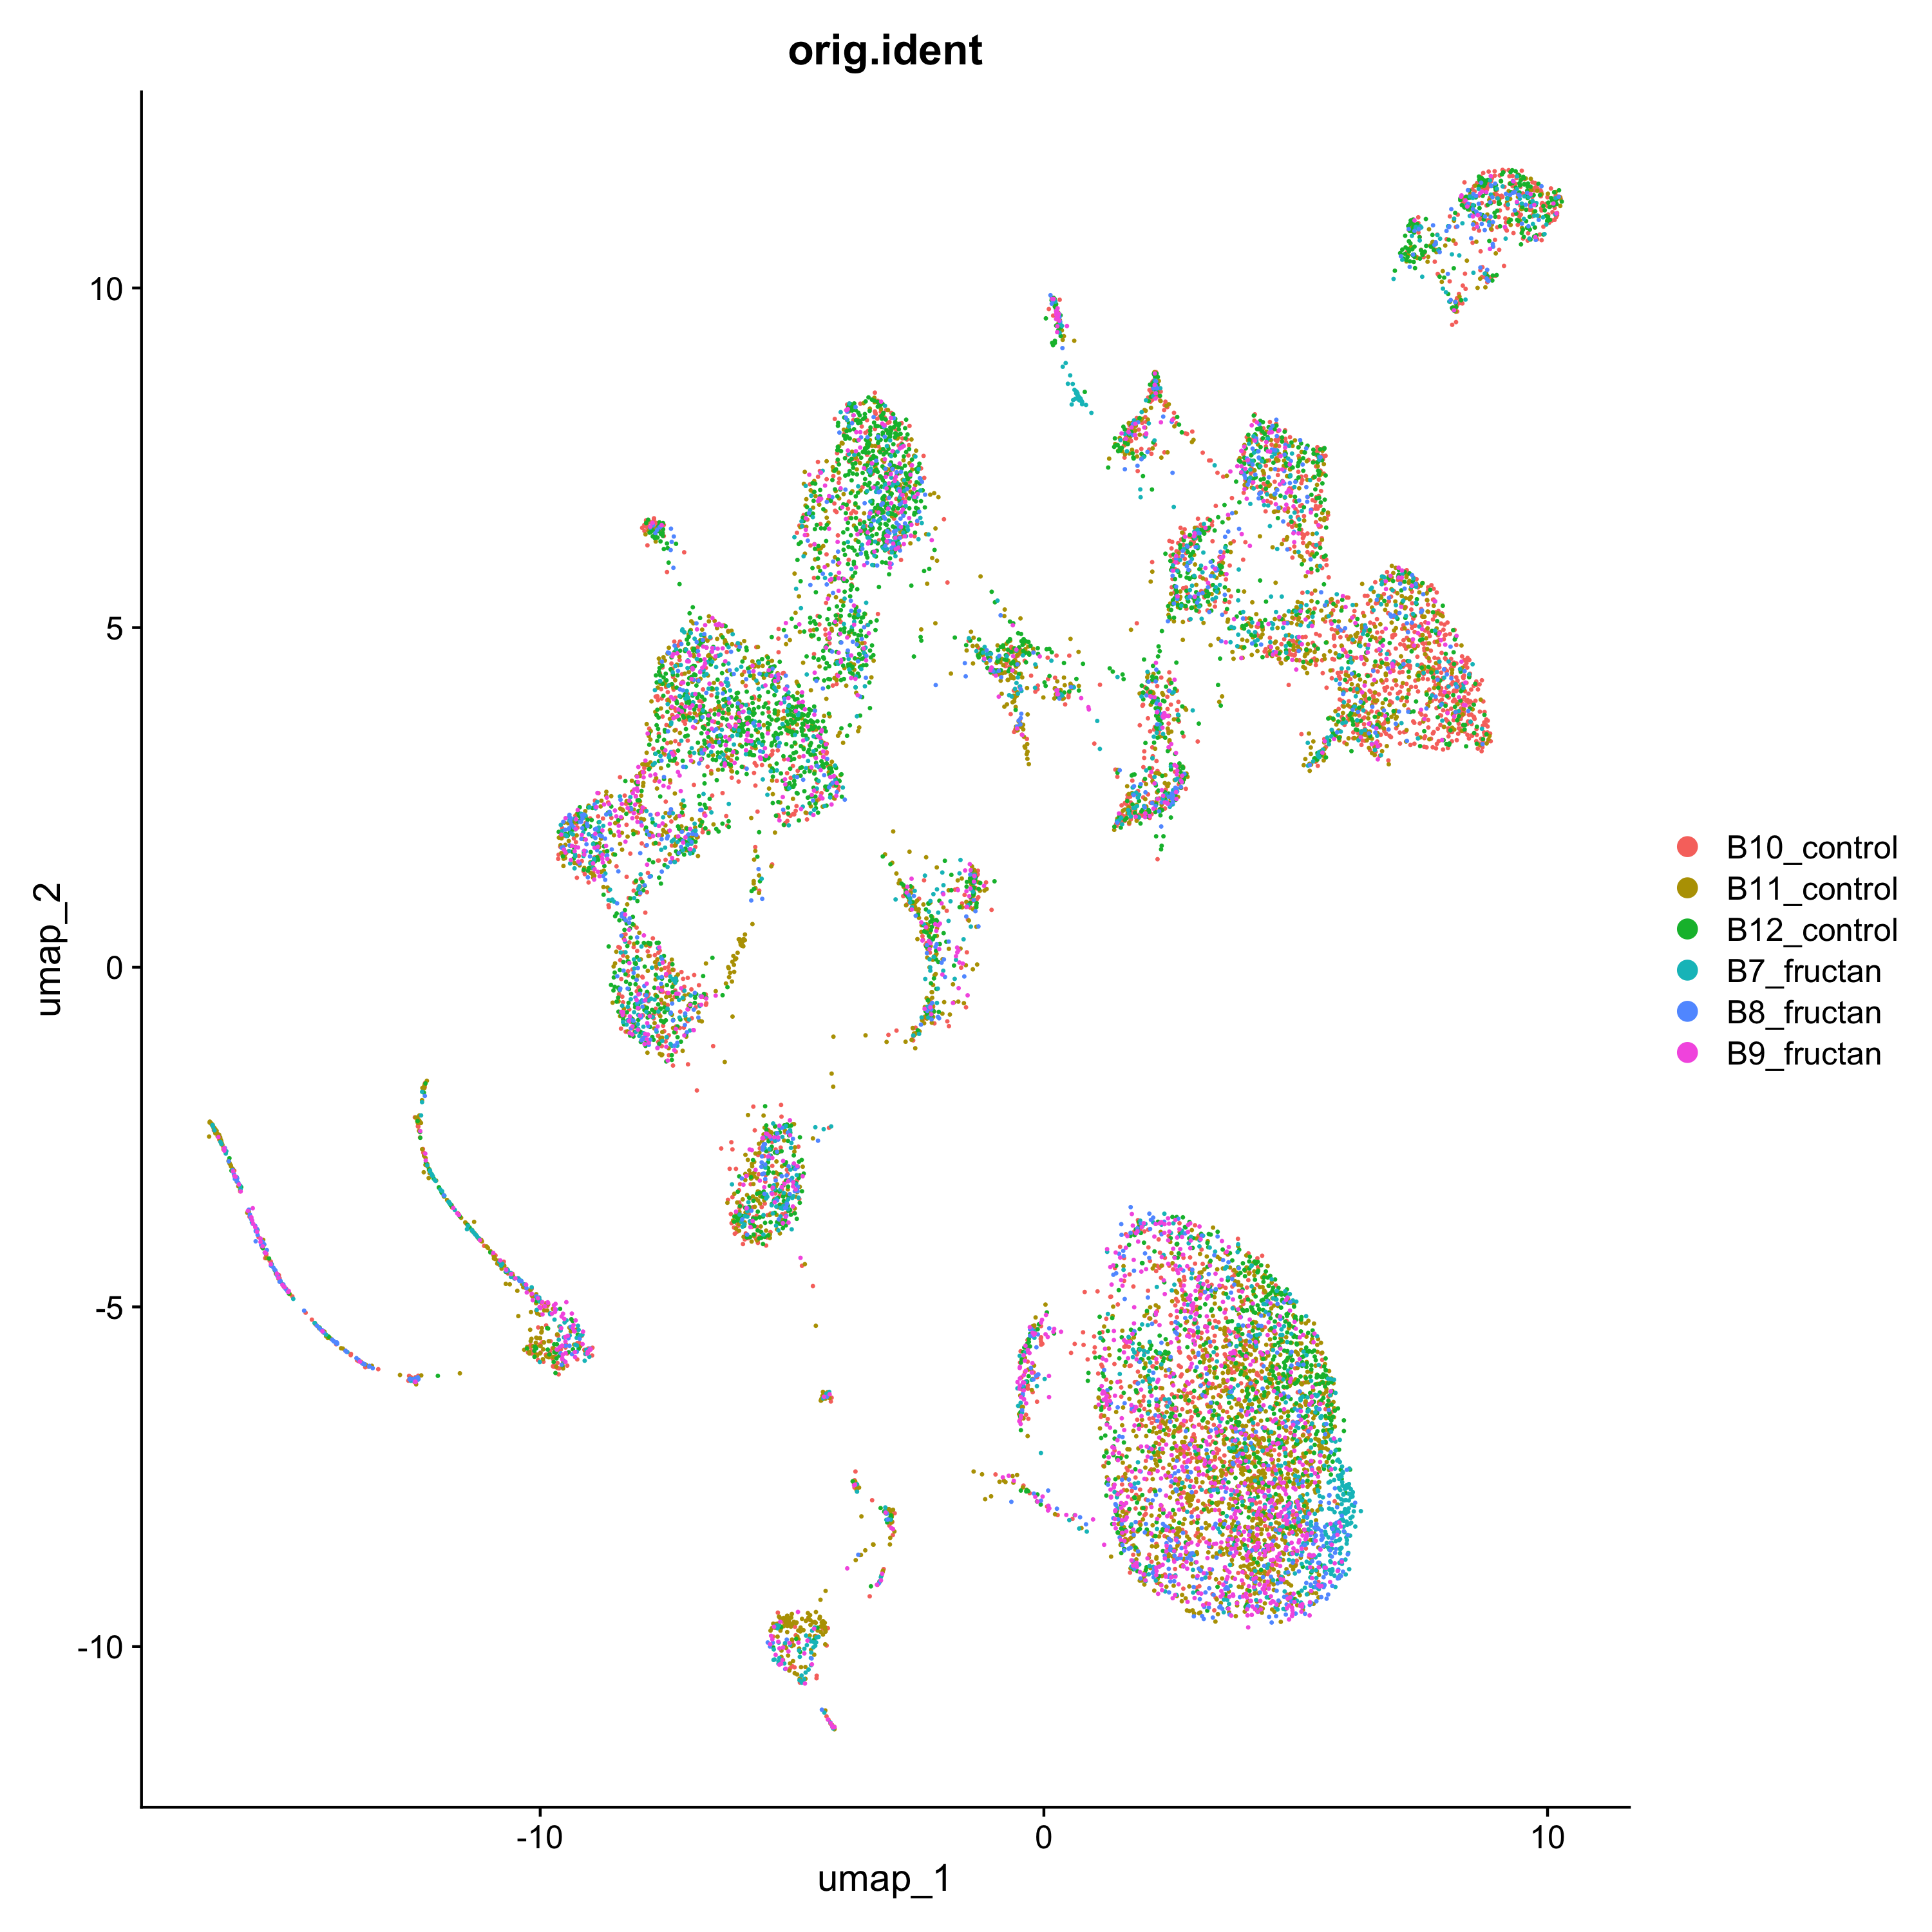 orig.ident
10
5
0
-5
-10
umap_2
-10
0
10
umap_1
B10_control
B11_control
B12_control
B7_fructan
B8_fructan
B9_fructan